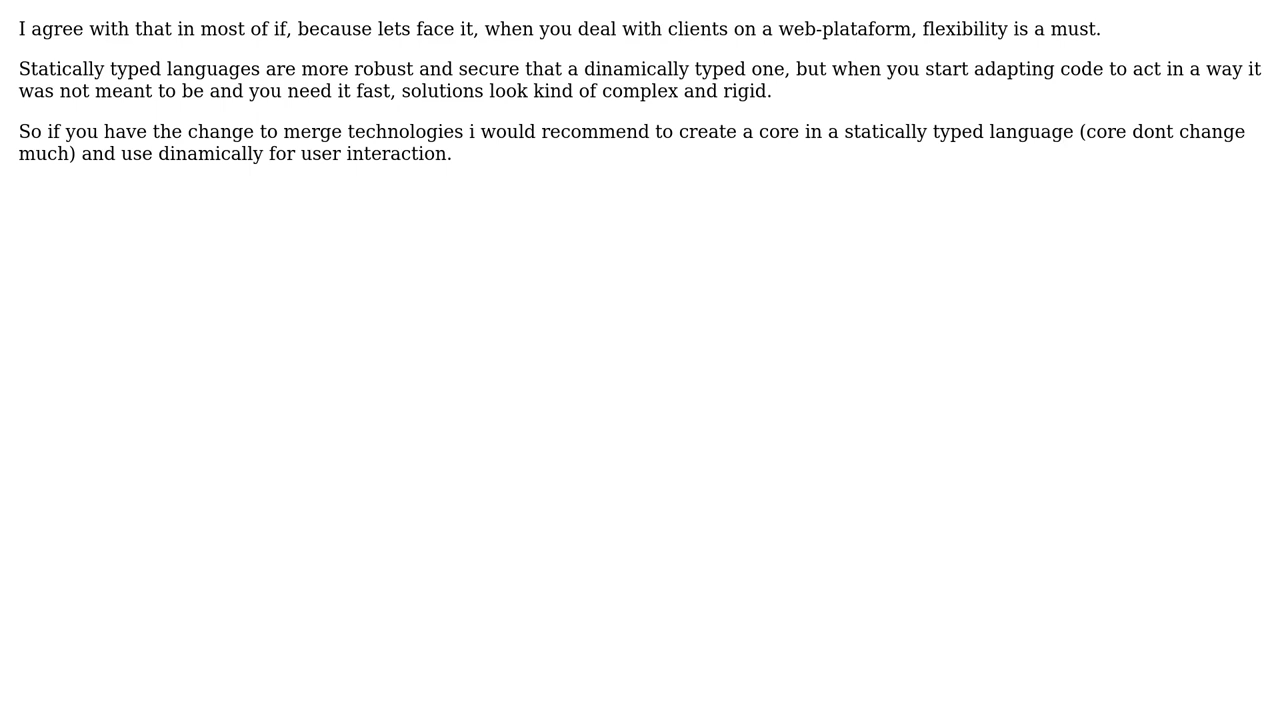 I agree with that in most of if, because lets face it, when you deal with clients on a web-plataform, flexibility is a must.
Statically typed languages are more robust and secure that a dinamically typed one, but when you start adapting code to act in a way it
was not meant to be and you need it fast, solutions look kind of complex and rigid.
So if you have the change to merge technologies i would recommend to create a core in a statically typed language (core dont change
much) and use dinamically for user interaction.